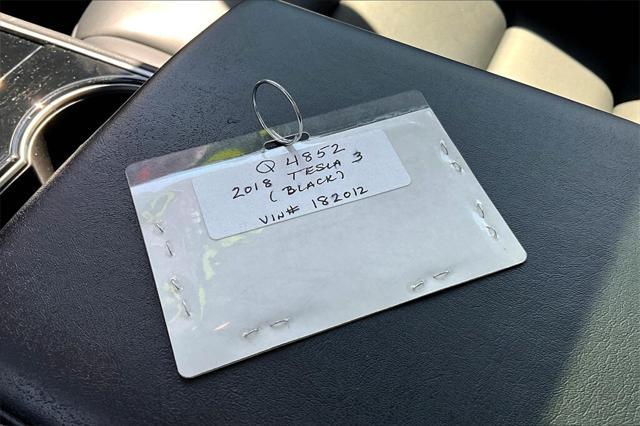 Q 4852
2018 TESLA 3
(BLACK)
VIN# 182012